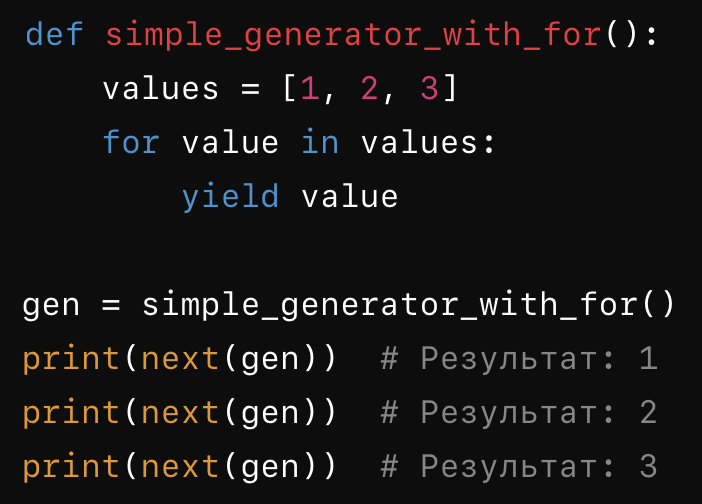 def simple_generator_with_for():
    values = [1, 2, 3]
    for value in values:
        yield value

gen = simple_generator_with_for()
print(next(gen))  # Результат: 1
print(next(gen))  # Результат: 2
print(next(gen))  # Результат: 3